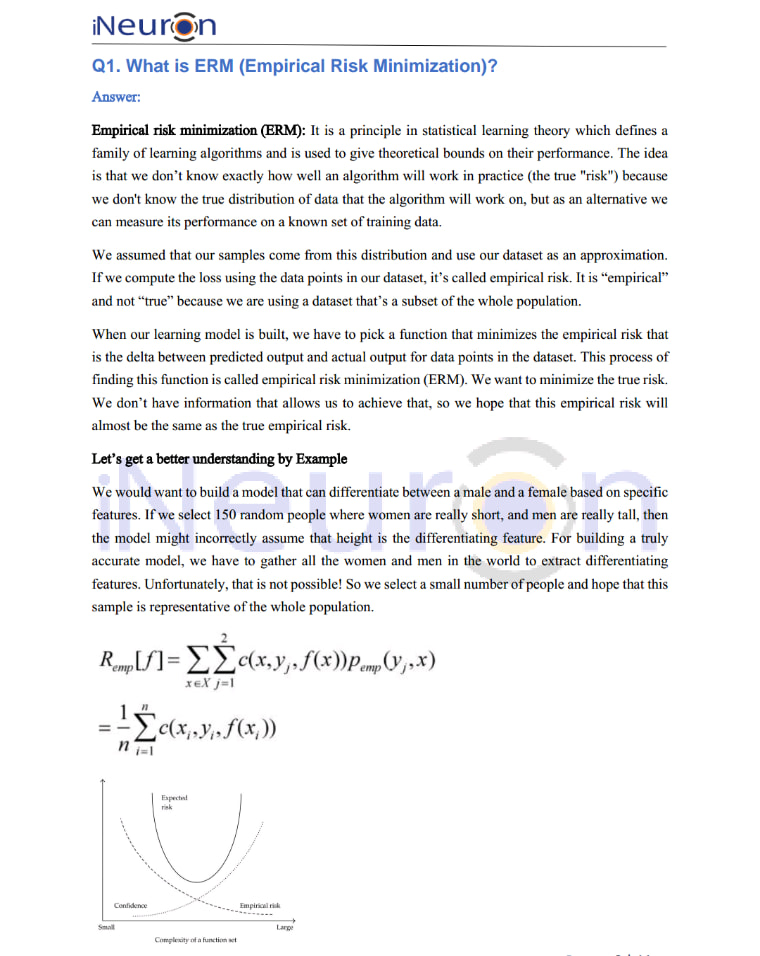 iNeuron
Q1. What is ERM (Empirical Risk Minimization)?
Answer:
Empirical risk minimization (ERM): It is a principle in statistical learning theory which defines a
family of learning algorithms and is used to give theoretical bounds on their performance. The idea
is that we don’t know exactly how well an algorithm will work in practice (the true "risk") because
we don't know the true distribution of data that the algorithm will work on, but as an alternative we
can measure its performance on a known set of training data.
We assumed that our samples come from this distribution and use our dataset as an approximation.
If we compute the loss using the data points in our dataset, it’s called empirical risk. It is “empirical”
and not “true” because we are using a dataset that’s a subset of the whole population.
When our learning model is built, we have to pick a function that minimizes the empirical risk that
is the delta between predicted output and actual output for data points in the dataset. This process of
finding this function is called empirical risk minimization (ERM). We want to minimize the true risk.
We don’t have information that allows us to achieve that, so we hope that this empirical risk will
almost be the same as the true empirical risk.
Let’s get a better understanding by Example
We would want to build a model that can differentiate between a male and a female based on specific
features. If we select 150 random people where women are really short, and men are really tall, then
the model might incorrectly assume that height is the differentiating feature. For building a truly
accurate model, we have to gather all the women and men in the world to extract differentiating
features. Unfortunately, that is not possible! So we select a small number of people and hope that this
sample is representative of the whole population.
R_emp[f] = ∑_{x∈X} ∑_{j=1}^{2} c(x, y_j, f(x)) p_emp(y_j, x)
= 1/n ∑_{i=1}^{n} c(x_i, y_i, f(x_i))
Expected
risk
Confidence
Empirical risk
Small
Large
Complexity of a function set
iNeuron